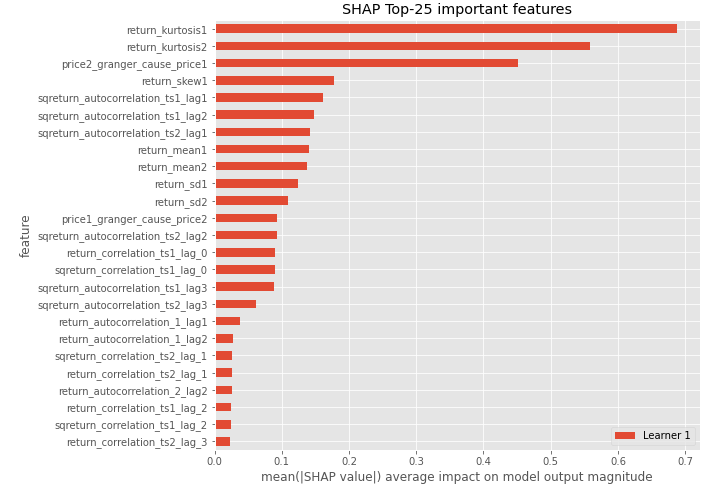 SHAP Top-25 important features
feature
return_kurtosis1
return_kurtosis2
price2_granger_cause_price1
return_skew1
sqreturn_autocorrelation_ts1_lag1
sqreturn_autocorrelation_ts1_lag2
sqreturn_autocorrelation_ts2_lag1
return_mean1
return_mean2
return_sd1
return_sd2
price1_granger_cause_price2
sqreturn_autocorrelation_ts2_lag2
return_correlation_ts1_lag_0
sqreturn_correlation_ts1_lag_0
sqreturn_autocorrelation_ts1_lag3
sqreturn_autocorrelation_ts2_lag3
return_autocorrelation_1_lag1
return_autocorrelation_1_lag2
sqreturn_correlation_ts2_lag_1
return_correlation_ts2_lag_1
return_autocorrelation_2_lag2
return_correlation_ts1_lag_2
sqreturn_correlation_ts1_lag_2
return_correlation_ts2_lag_3
Learner 1
0.0 0.1 0.2 0.3 0.4 0.5 0.6 0.7
mean(|SHAP value|) average impact on model output magnitude